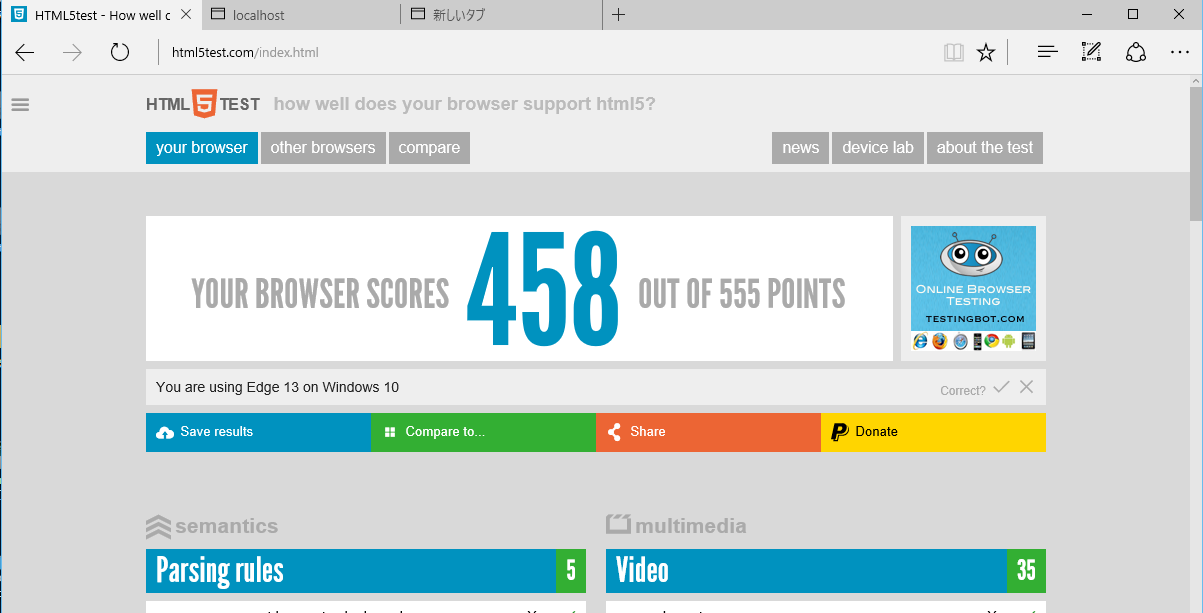 HTML5test - How well c
localhost
新しいタブ
html5test.com/index.html
HTML 5 TEST how well does your browser support html5?
your browser other browsers compare news device lab about the test
YOUR BROWSER SCORES 458 OUT OF 555 POINTS
ONLINE BROWSER
TESTING
TESTINGBOT.COM
You are using Edge 13 on Windows 10
Correct?
Save results Compare to... Share Donate
semantics
multimedia
Parsing rules 5
Video 35